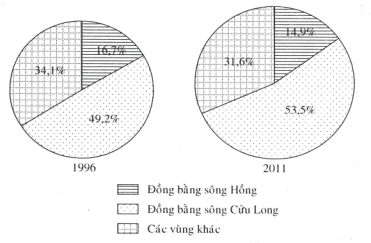 16,7%
34,1%
49,2%
1996
14,9%
31,6%
53,5%
2011
Đồng bằng sông Hồng
Đồng bằng sông Cửu Long
Các vùng khác